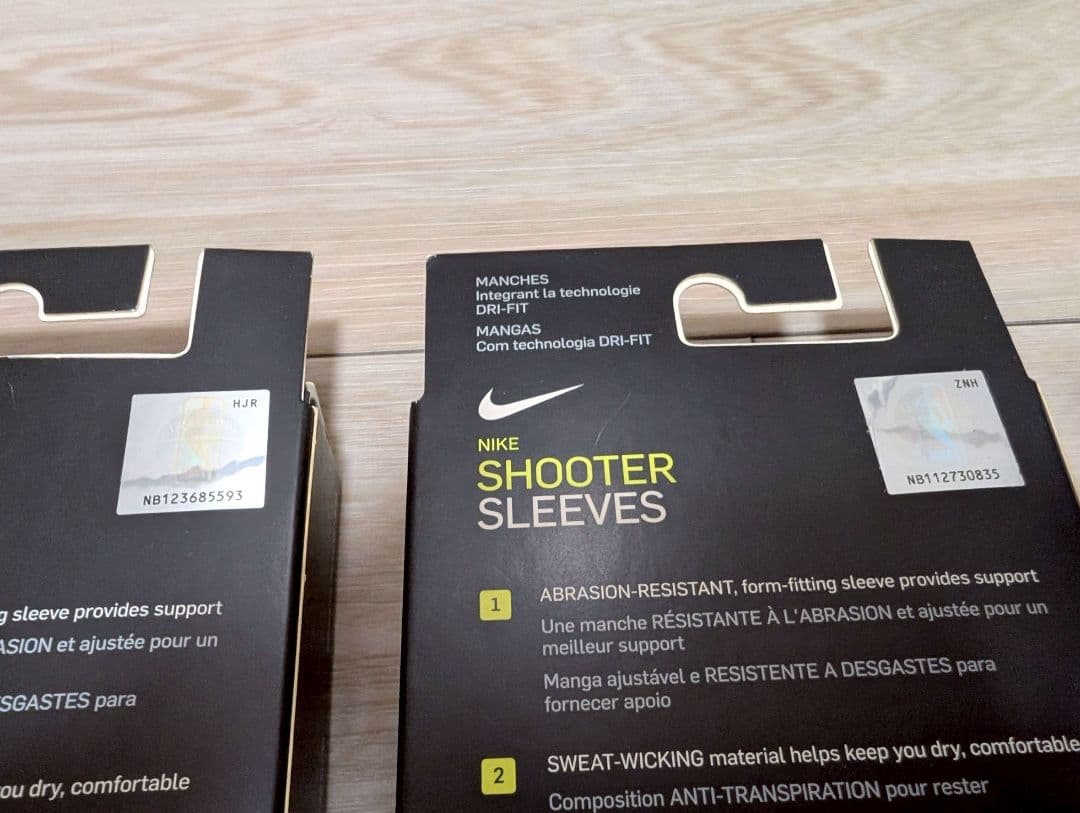 HJR
NB123685593
g sleeve provides support
ASION et ajustée pour un
SGASTES para
ou dry, comfortable
MANCHES
Integrant la technologie
DRI-FIT
MANGAS
Com technologia DRI-FIT
ZNH
NB112730835
NIKE
SHOOTER
SLEEVES
1
ABRASION-RESISTANT, form-fitting sleeve provides support
Une manche RÉSISTANTE À L'ABRASION et ajustée pour un
meilleur support
Manga ajustável e RESISTENTE A DESGASTES para
fornecer apoio
2
SWEAT-WICKING material helps keep you dry, comfortable
Composition ANTI-TRANSPIRATION pour rester